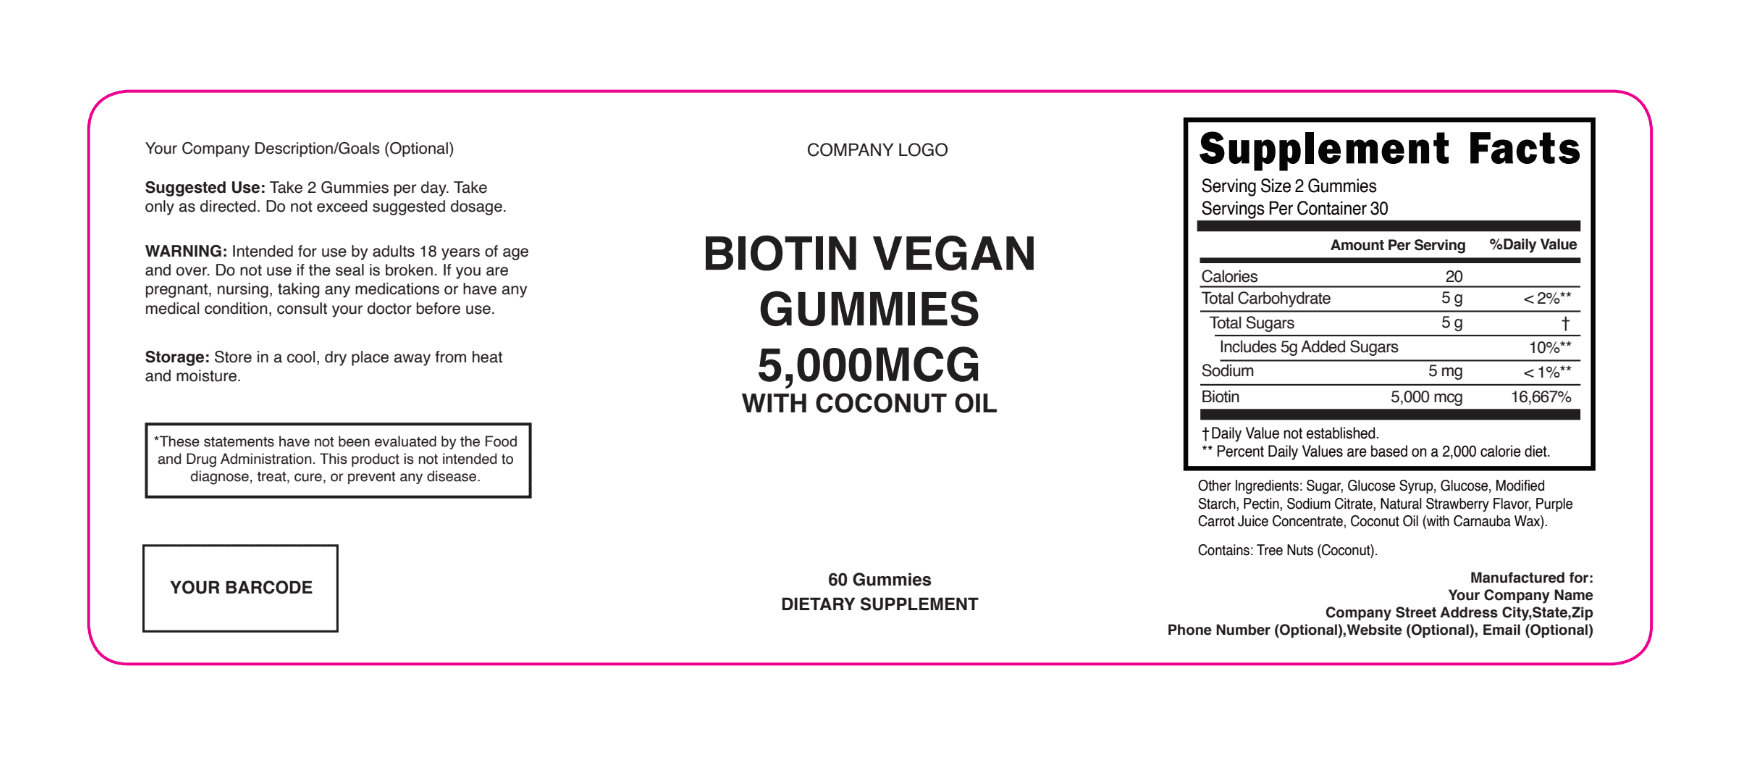 Your Company Description/Goals (Optional)
Suggested Use: Take 2 Gummies per day. Take
only as directed. Do not exceed suggested dosage.
WARNING: Intended for use by adults 18 years of age
and over. Do not use if the seal is broken. If you are
pregnant, nursing, taking any medications or have any
medical condition, consult your doctor before use.
Storage: Store in a cool, dry place away from heat
and moisture.
*These statements have not been evaluated by the Food
and Drug Administration. This product is not intended to
diagnose, treat, cure, or prevent any disease.
YOUR BARCODE
COMPANY LOGO
BIOTIN VEGAN
GUMMIES
5,000MCG
WITH COCONUT OIL
60 Gummies
DIETARY SUPPLEMENT
Supplement Facts
Serving Size 2 Gummies
Servings Per Container 30
Amount Per Serving %Daily Value
Calories 20
Total Carbohydrate 5 g < 2%**
Total Sugars 5 g †
Includes 5g Added Sugars 10%**
Sodium 5 mg < 1%**
Biotin 5,000 mcg 16,667%
†Daily Value not established.
** Percent Daily Values are based on a 2,000 calorie diet.
Other Ingredients: Sugar, Glucose Syrup, Glucose, Modified
Starch, Pectin, Sodium Citrate, Natural Strawberry Flavor, Purple
Carrot Juice Concentrate, Coconut Oil (with Carnauba Wax).
Contains: Tree Nuts (Coconut).
Manufactured for:
Your Company Name
Company Street Address City,State,Zip
Phone Number (Optional),Website (Optional), Email (Optional)